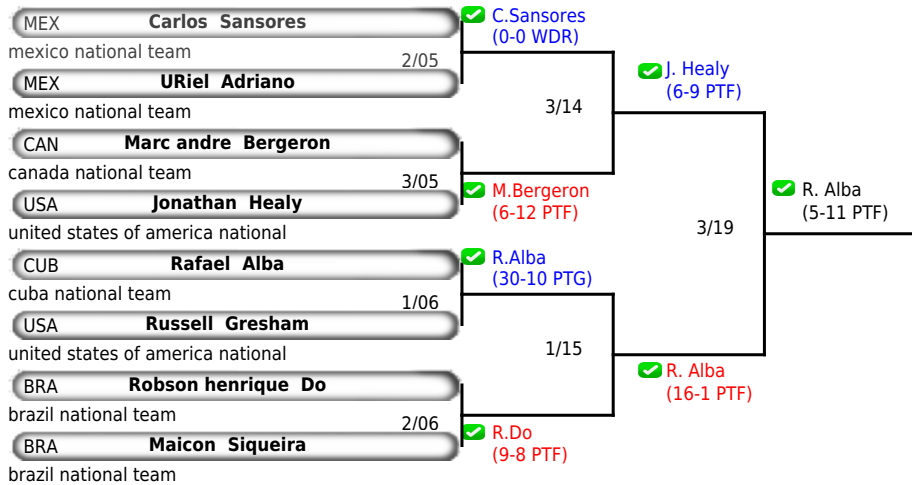 MEX Carlos Sansores
mexico national team
2/05
MEX URiel Adriano
mexico national team
CAN Marc andre Bergeron
canada national team
3/05
USA Jonathan Healy
united states of america national
CUB Rafael Alba
cuba national team
1/06
USA Russell Gresham
united states of america national
BRA Robson henrique Do
brazil national team
2/06
BRA Maicon Siqueira
brazil national team
C.Sansores
(0-0 WDR)
3/14
M.Bergeron
(6-12 PTF)
R.Alba
(30-10 PTG)
1/15
R.Do
(9-8 PTF)
J. Healy
(6-9 PTF)
3/19
R. Alba
(16-1 PTF)
R. Alba
(5-11 PTF)